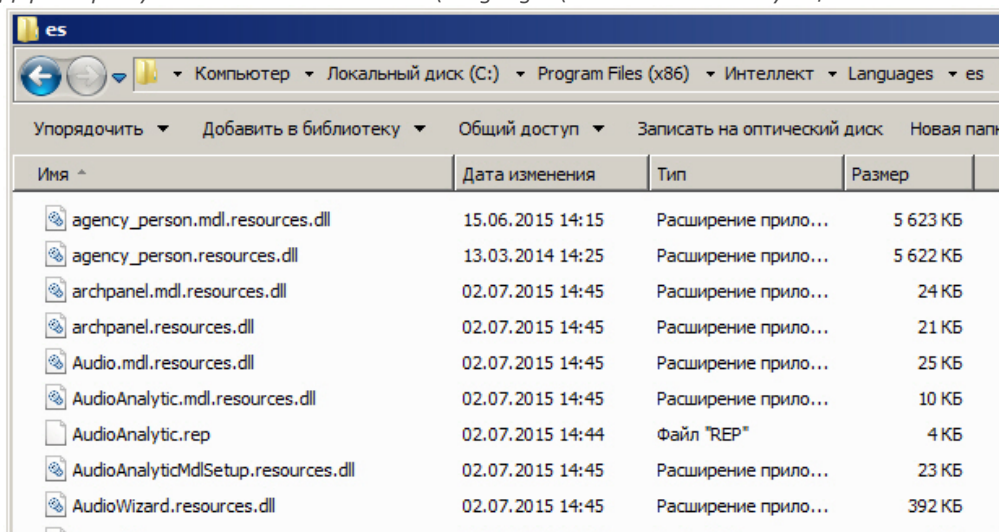 es
Компьютер Локальный диск (C:) Program Files (x86) Интеллект Languages es
Упорядочить Добавить в библиотеку Общий доступ Записать на оптический диск Новая
Имя Дата изменения Тип Размер
agency_person.mdl.resources.dll 15.06.2015 14:15 Расширение прило... 5 623 КБ
agency_person.resources.dll 13.03.2014 14:25 Расширение прило... 5 622 КБ
archpanel.mdl.resources.dll 02.07.2015 14:45 Расширение прило... 24 КБ
archpanel.resources.dll 02.07.2015 14:45 Расширение прило... 21 КБ
Audio.mdl.resources.dll 02.07.2015 14:45 Расширение прило... 25 КБ
AudioAnalytic.mdl.resources.dll 02.07.2015 14:45 Расширение прило... 10 КБ
AudioAnalytic.rep 02.07.2015 14:44 Файл "REP" 4 КБ
AudioAnalyticMdlSetup.resources.dll 02.07.2015 14:45 Расширение прило... 23 КБ
AudioWizard.resources.dll 02.07.2015 14:45 Расширение прило... 392 КБ